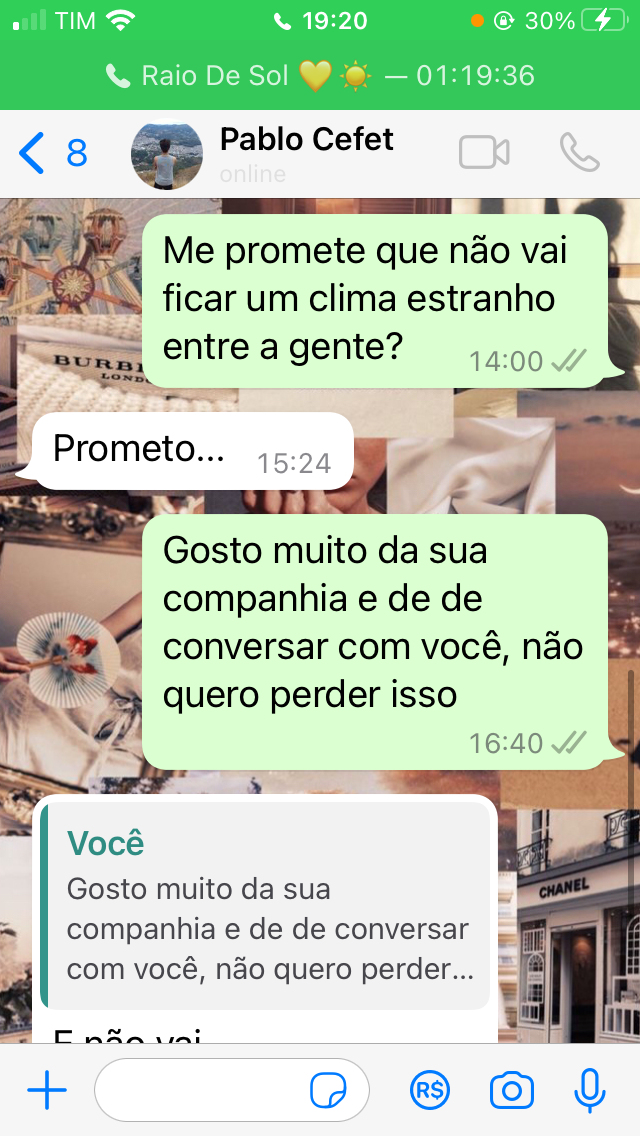 TIM 19:20 30%
Raio De Sol 💛☀️ — 01:19:36
8 Pablo Cefet
online
Me promete que não vai
ficar um clima estranho
entre a gente? 14:00
BURB
LOND
Prometo... 15:24
Gosto muito da sua
companhia e de de
conversar com você, não
quero perder isso
16:40
Você
Gosto muito da sua
companhia e de de conversar
com você, não quero perder...
CHANEL
E não vai
R$